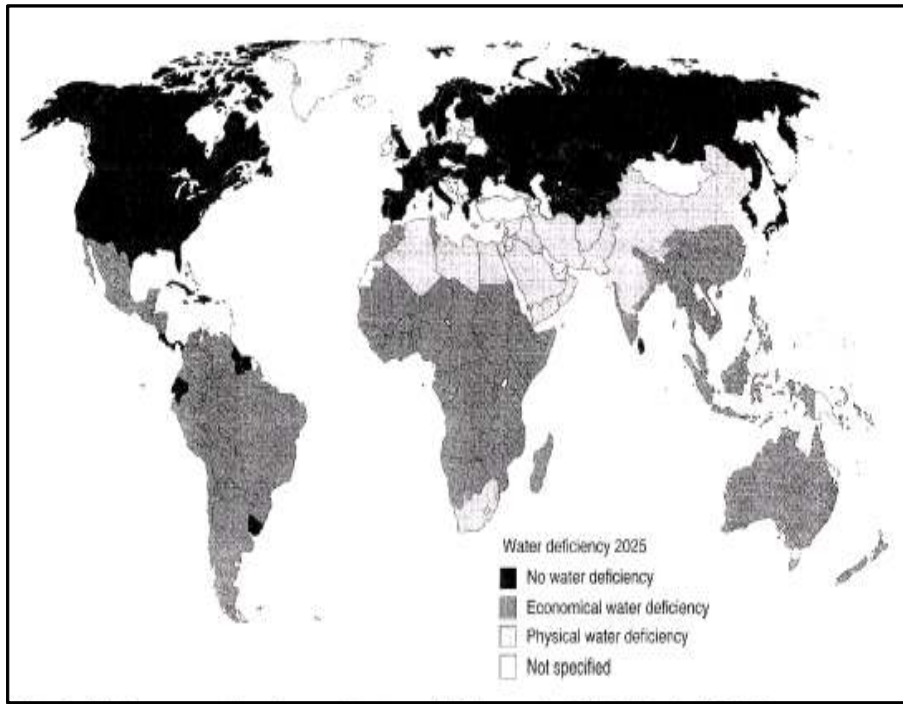 Water deficiency 2025
No water deficiency
Economical water deficiency
Physical water deficiency
Not specified